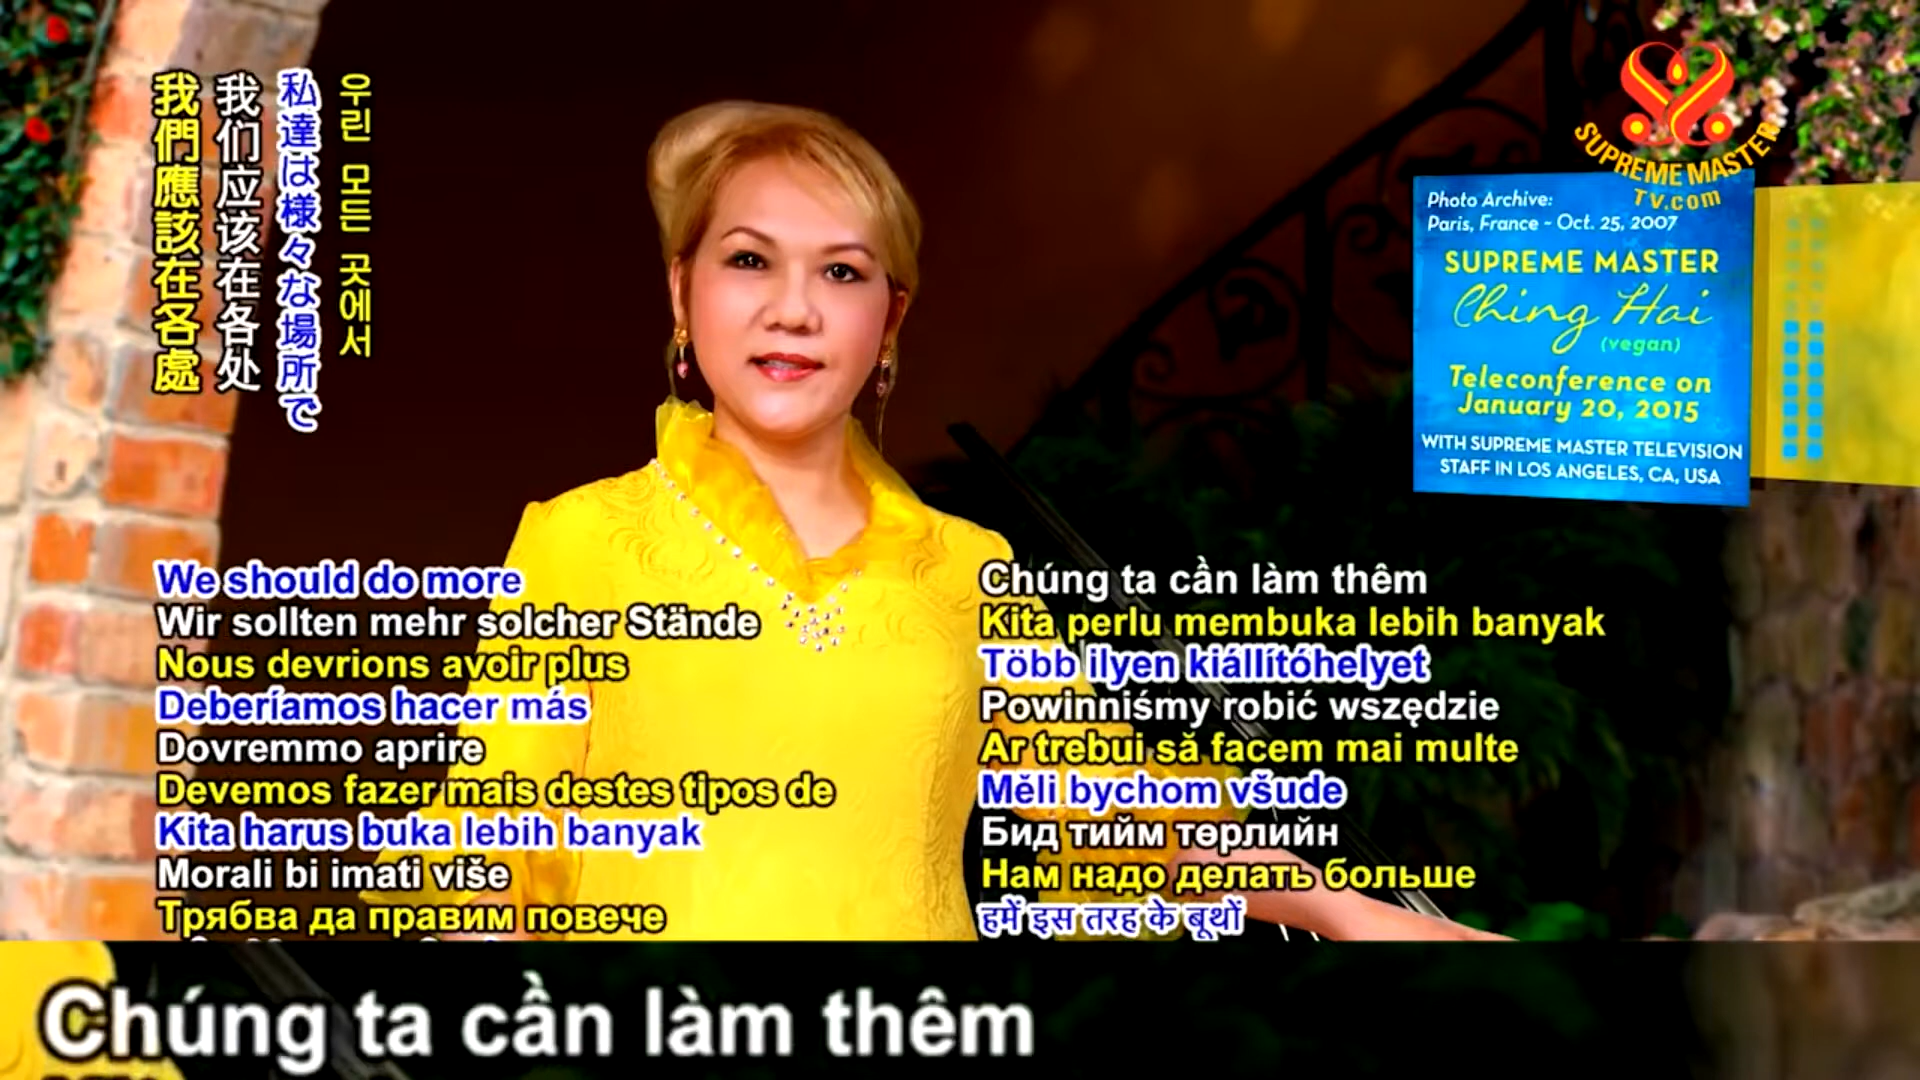 我們應該在各處
我们应该在各处
私達は様々な場所で
우린 모든 곳에서
SUPREME MASTER
TV.com
Photo Archive:
Paris, France - Oct. 25, 2007
SUPREME MASTER
Ching Hai
(vegan)
Teleconference on
January 20, 2015
WITH SUPREME MASTER TELEVISION
STAFF IN LOS ANGELES, CA, USA
We should do more
Wir sollten mehr solcher Stände
Nous devrions avoir plus
Deberíamos hacer más
Dovremmo aprire
Devemos fazer mais destes tipos de
Kita harus buka lebih banyak
Morali bi imati više
Трябва да правим повече
Chúng ta cần làm thêm
Kita perlu membuka lebih banyak
Több ilyen kiállítóhelyet
Powinniśmy robić wszędzie
Ar trebui să facem mai multe
Měli bychom všude
Бид тийм төрлийн
Нам надо делать больше
हमें इस तरह के बूथों
Chúng ta cần làm thêm